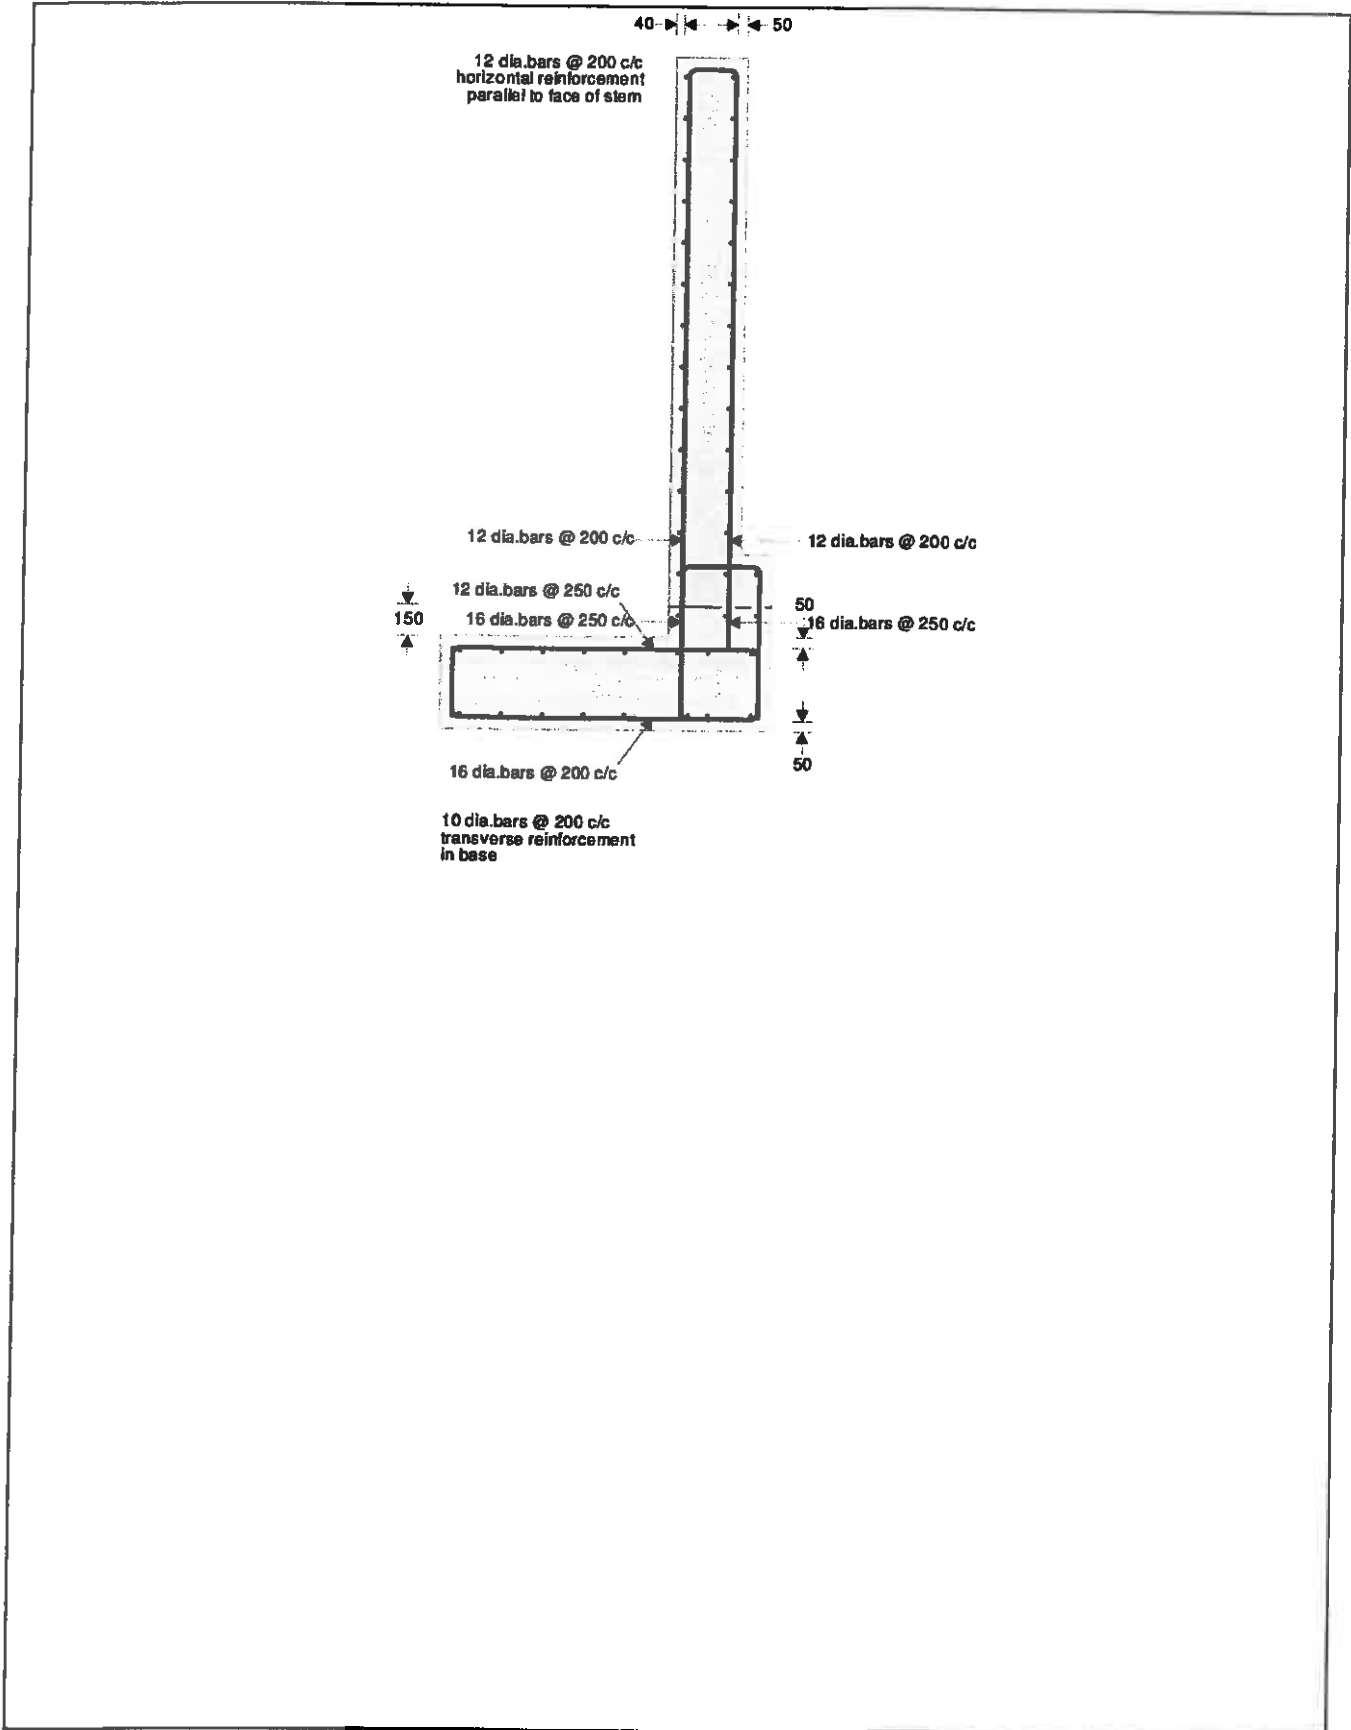 40
50
12 dia.bars @ 200 c/c
horizontal reinforcement
parallel to face of stem
12 dia.bars @ 200 c/c
12 dia.bars @ 200 c/c
12 dia.bars @ 250 c/c
50
150
16 dia.bars @ 250 c/c
16 dia.bars @ 250 c/c
50
16 dia.bars @ 200 c/c
10 dia.bars @ 200 c/c
tranverse reinforcement
in base